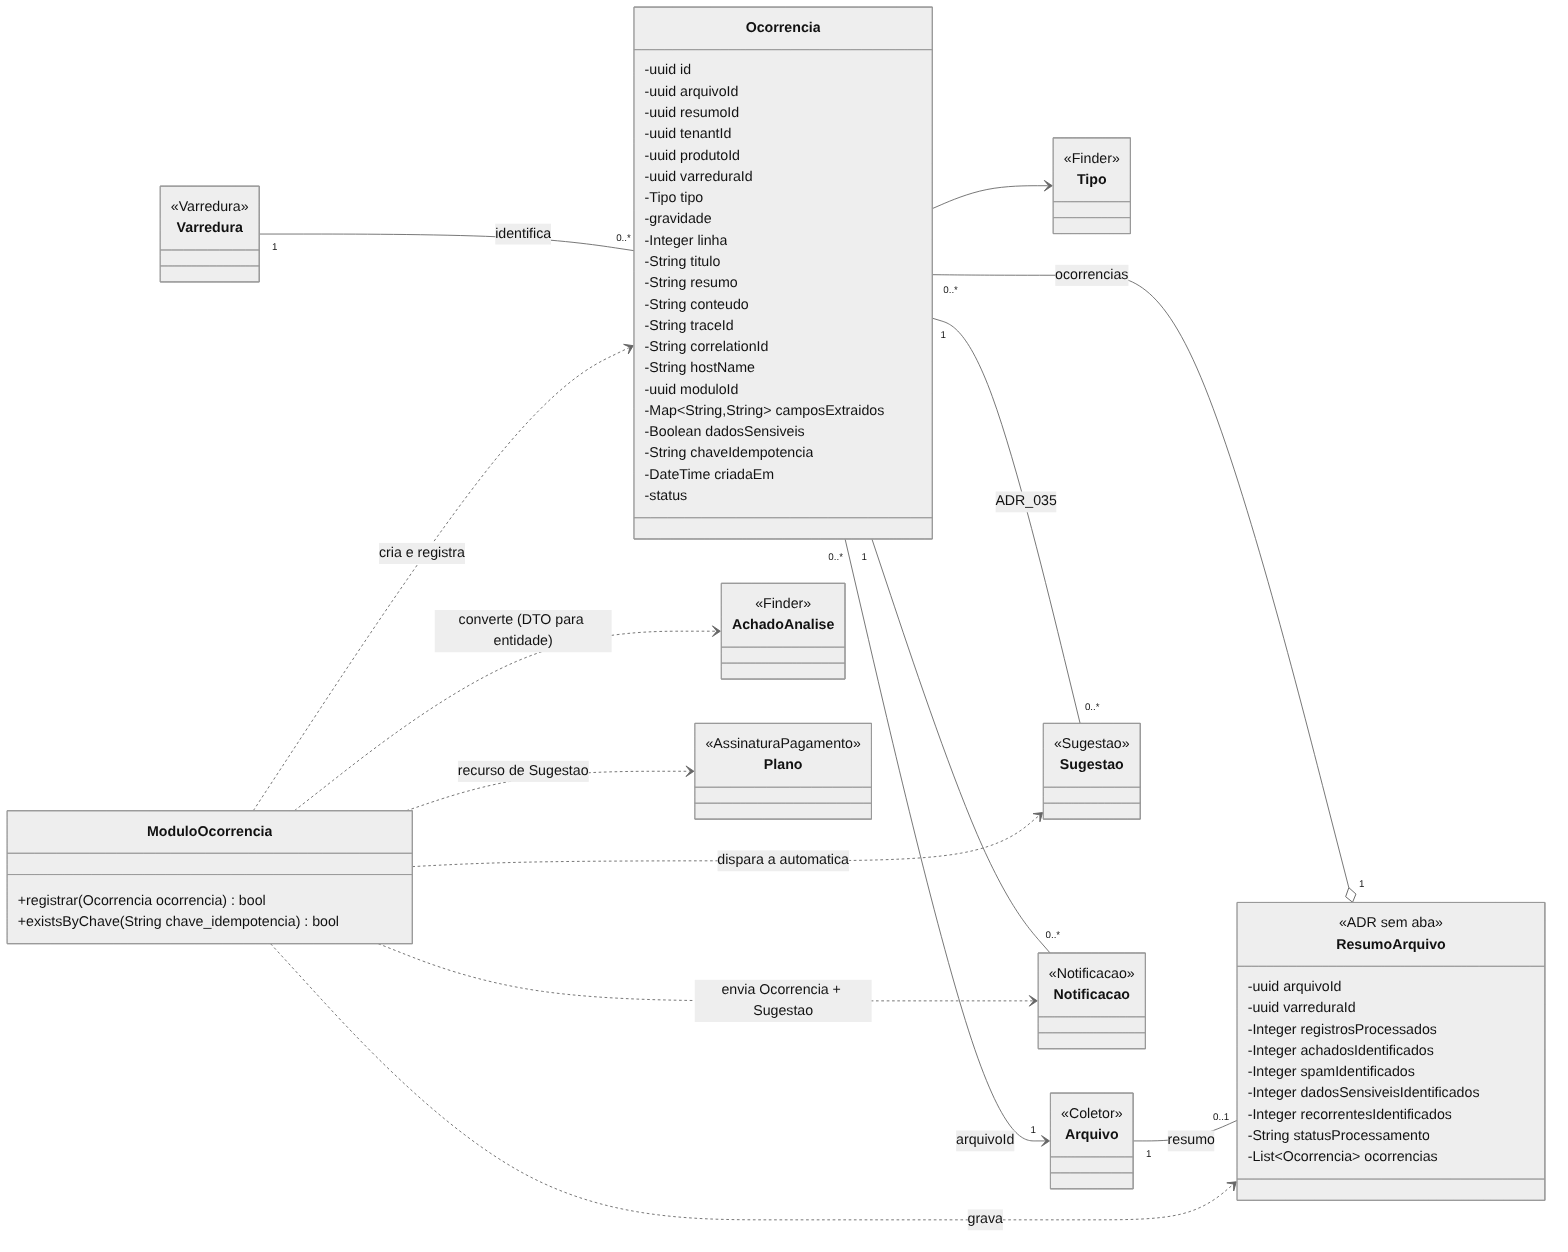 Ocorrencia
-uuid id
-uuid arquivoId
-uuid resumoId
-uuid tenantId
-uuid produtoId
-uuid varreduraId
-Tipo tipo
-gravidade
-Integer linha
-String titulo
-String resumo
-String conteudo
-String traceId
-String correlationId
-String hostName
-uuid moduloId
-Map<String,String> camposExtraidos
-Boolean dadosSensiveis
-String chaveIdempotencia
-DateTime criadaEm
-status
«Finder»
Tipo
«Varredura»
Varredura
1
identifica
0..*
ocorrencias
0..*
1
ADR_035
0..*
cria e registra
0..*
1
«Finder»
AchadoAnalise
converte (DTO para
entidade)
«AssinaturaPagamento»
Plano
recurso de Sugestao
«Sugestao»
Sugestao
ModuloOcorrencia
+registrar(Ocorrencia ocorrencia) : bool
+existsByChave(String chave_idempotencia) : bool
dispara a automatica
1
0..*
«Notificacao»
Notificacao
envia Ocorrencia +
Sugestao
«ADR sem aba»
ResumoArquivo
-uuid arquivoId
-uuid varreduraId
-Integer registrosProcessados
-Integer achadosIdentificados
-Integer spamIdentificados
-Integer dadosSensiveisIdentificados
-Integer recorrentesIdentificados
-String statusProcessamento
-List<Ocorrencia> ocorrencias
«Coletor»
Arquivo
arquivoId
1
1
resumo
0..1
grava